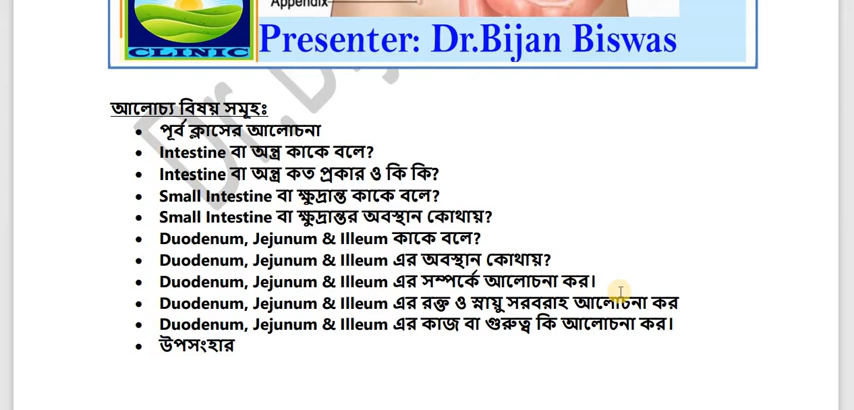 Appendix
CLINIC
Presenter: Dr.Bijan Biswas
আলোচ্য বিষয় সমূহঃ
• পূর্ব ক্লাসের আলোচনা
• Intestine বা অন্ত্র কাকে বলে?
• Intestine বা অন্ত্র কত প্রকার ও কি কি?
• Small Intestine বা ক্ষুদ্রান্ত কাকে বলে?
• Small Intestine বা ক্ষুদ্রান্তর অবস্থান কোথায়?
• Duodenum, Jejunum & Illeum কাকে বলে?
• Duodenum, Jejunum & Illeum এর অবস্থান কোথায়?
• Duodenum, Jejunum & Illeum এর সম্পর্কে আলোচনা কর।
• Duodenum, Jejunum & Illeum এর রক্ত ও স্নায়ু সরবরাহ আলোচনা কর
• Duodenum, Jejunum & Illeum এর কাজ বা গুরুত্ব কি আলোচনা কর।
• উপসংহার